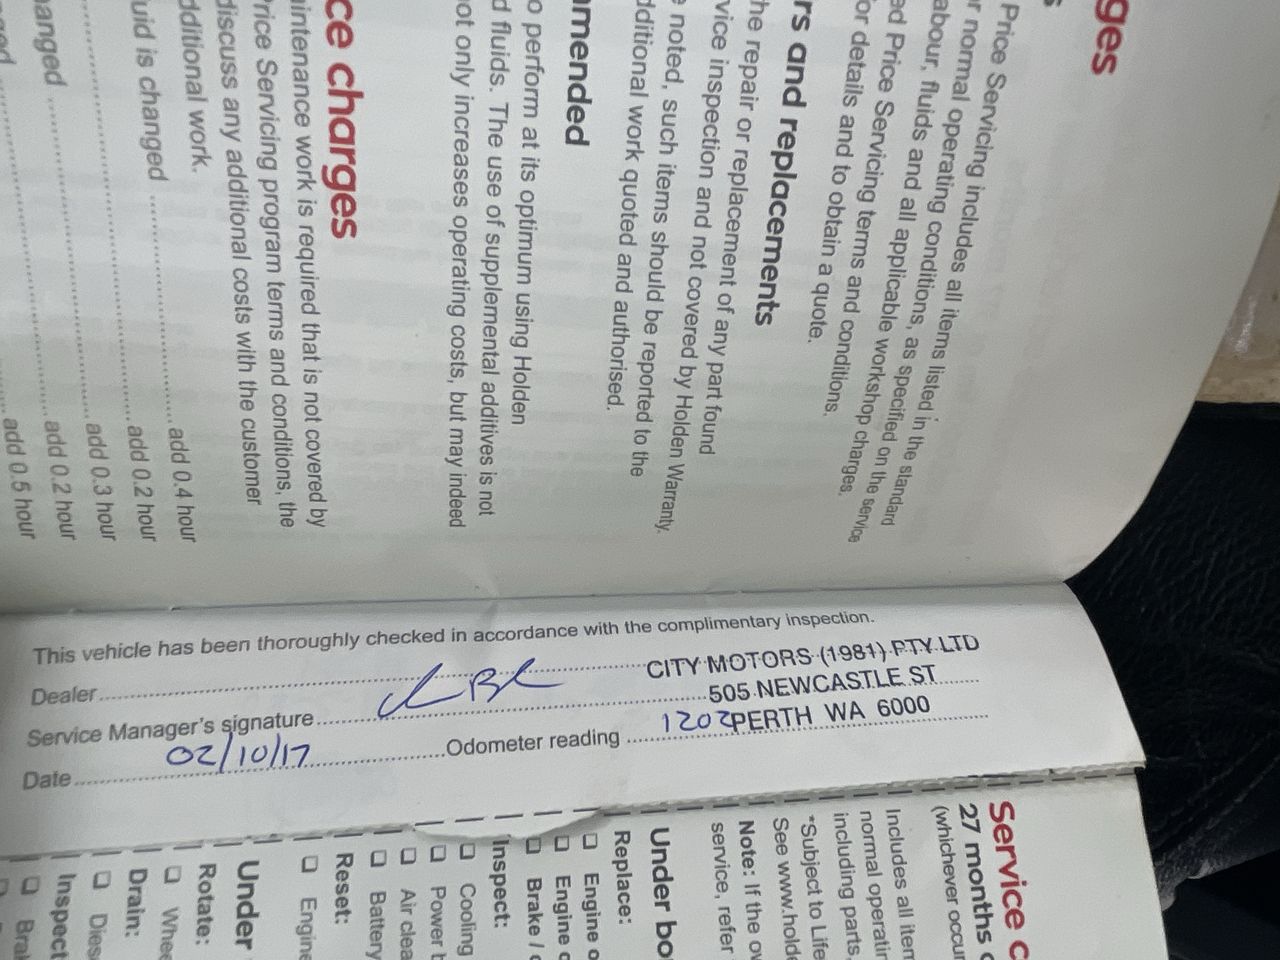 ges
Price Servicing includes all items listed in the standard
normal operating conditions, as specified on the service
abour, fluids and all applicable workshop charges.
ed Price Servicing terms and conditions,
or details and to obtain a quote.
rs and replacements
he repair or replacement of any part found
vice inspection and not covered by Holden Warranty.
noted, such items should be reported to the
dditional work quoted and authorised.
mmended
o perform at its optimum using Holden
d fluids. The use of supplemental additives is not
ot only increases operating costs, but may indeed
ce charges
aintenance work is required that is not covered by
Price Servicing program terms and conditions, the
discuss any additional costs with the customer
additional work.
uid is changed ........ add 0.4 hour
........ add 0.2 hour
........ add 0.3 hour
hanged ........ add 0.2 hour
........ add 0.5 hour
This vehicle has been thoroughly checked in accordance with the complimentary inspection.
Dealer ........ CITY MOTORS (1981) PTY LTD
Service Manager's signature ........ 505 NEWCASTLE ST
Date 02/10/17 ........ Odometer reading ........ 1202 PERTH WA 6000
Service c
27 months
(whichever occur
Includes all item
normal operatin
including parts,
*Subject to Life
See www.holde
Note: If the ov
service, refer
Under bo
Replace:
❑ Engine o
❑ Engine
❑ Brake /
Inspect:
❑ Cooling
❑ Power
❑ Air clea
❑ Battery
Reset:
❑ Engine
Under
Rotate:
❑ Whee
Drain:
❑ Diese
Inspect
❑ Brak